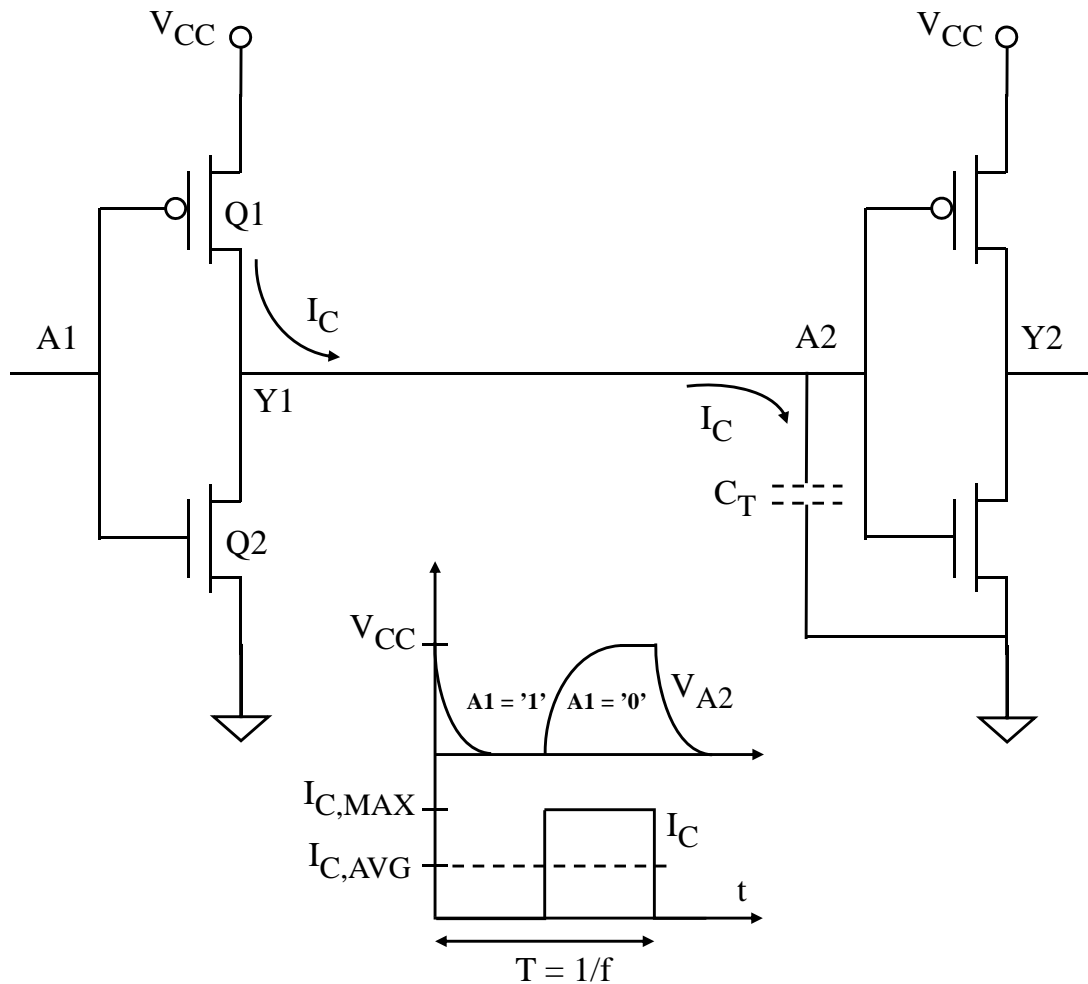 VCC
VCC
Q1
IC
A1
A2
Y2
Y1
IC
CT
Q2
VCC
A1 = ’1’
A1 = ’0’
VA2
IC,MAX
IC
IC,AVG
t
T = 1/f